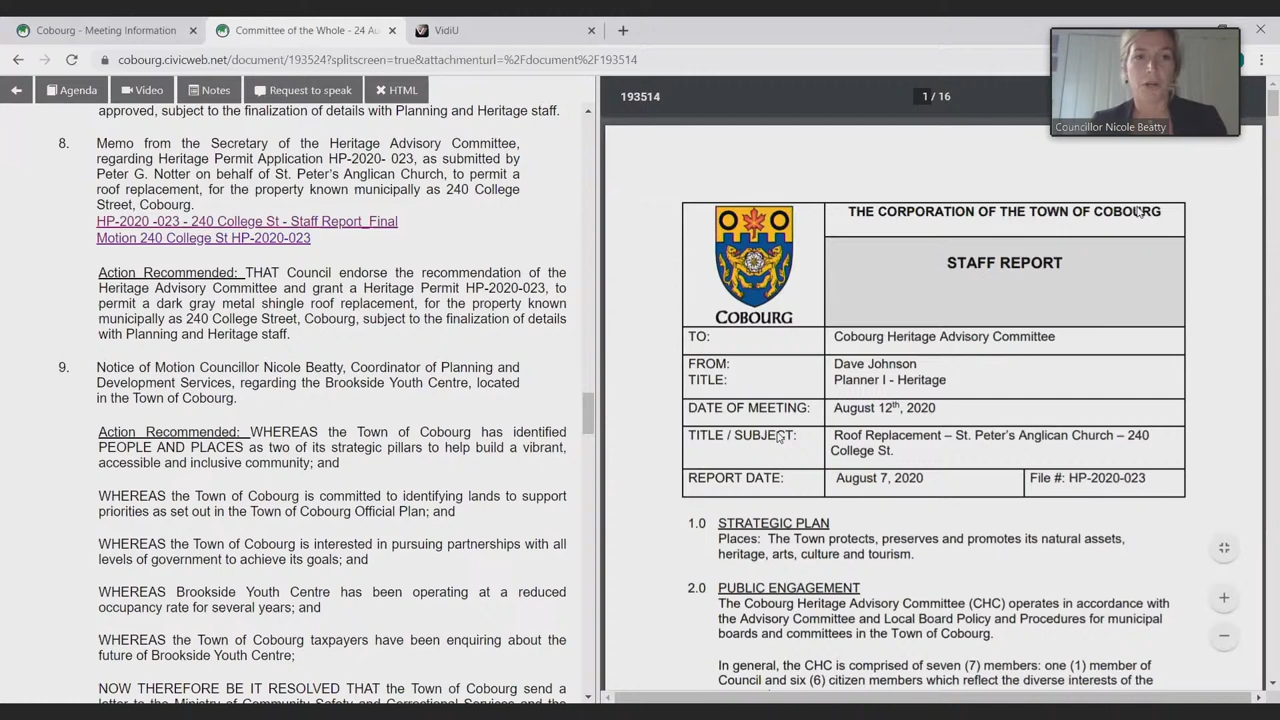 Cobourg - Meeting Information
Committee of the Whole - 24 Au
VidiU
cobourg.civicweb.net/document/193524?splitscreen=true&attachmenturl=%2Fdocument%2F193514
Agenda
Video
Notes
Request to speak
HTML
approved, subject to the finalization of details with Planning and Heritage staff.
8. Memo from the Secretary of the Heritage Advisory Committee,
regarding Heritage Permit Application HP-2020- 023, as submitted by
Peter G. Notter on behalf of St. Peter's Anglican Church, to permit a
roof replacement, for the property known municipally as 240 College
Street, Cobourg.
HP-2020 -023 - 240 College St - Staff Report_Final
Motion 240 College St HP-2020-023
Action Recommended: THAT Council endorse the recommendation of the
Heritage Advisory Committee and grant a Heritage Permit HP-2020-023, to
permit a dark gray metal shingle roof replacement, for the property known
municipally as 240 College Street, Cobourg, subject to the finalization of details
with Planning and Heritage staff.
9. Notice of Motion Councillor Nicole Beatty, Coordinator of Planning and
Development Services, regarding the Brookside Youth Centre, located
in the Town of Cobourg.
Action Recommended: WHEREAS the Town of Cobourg has identified
PEOPLE AND PLACES as two of its strategic pillars to help build a vibrant,
accessible and inclusive community; and
WHEREAS the Town of Cobourg is committed to identifying lands to support
priorities as set out in the Town of Cobourg Official Plan; and
WHEREAS the Town of Cobourg is interested in pursuing partnerships with all
levels of government to achieve its goals; and
WHEREAS Brookside Youth Centre has been operating at a reduced
occupancy rate for several years; and
WHEREAS the Town of Cobourg taxpayers have been enquiring about the
future of Brookside Youth Centre;
NOW THEREFORE BE IT RESOLVED THAT the Town of Cobourg send a
letter to the Ministry of Community Safety and Correctional Services and the
193514
1 / 16
Councillor Nicole Beatty
THE CORPORATION OF THE TOWN OF COBOURG
STAFF REPORT
COBOURG
TO: Cobourg Heritage Advisory Committee
FROM: Dave Johnson
TITLE: Planner I - Heritage
DATE OF MEETING: August 12th, 2020
TITLE / SUBJECT: Roof Replacement – St. Peter's Anglican Church – 240
College St.
REPORT DATE: August 7, 2020 File #: HP-2020-023
1.0 STRATEGIC PLAN
Places: The Town protects, preserves and promotes its natural assets,
heritage, arts, culture and tourism.
2.0 PUBLIC ENGAGEMENT
The Cobourg Heritage Advisory Committee (CHC) operates in accordance with
the Advisory Committee and Local Board Policy and Procedures for municipal
boards and committees in the Town of Cobourg.
In general, the CHC is comprised of seven (7) members: one (1) member of
Council and six (6) citizen members which reflect the diverse interests of the